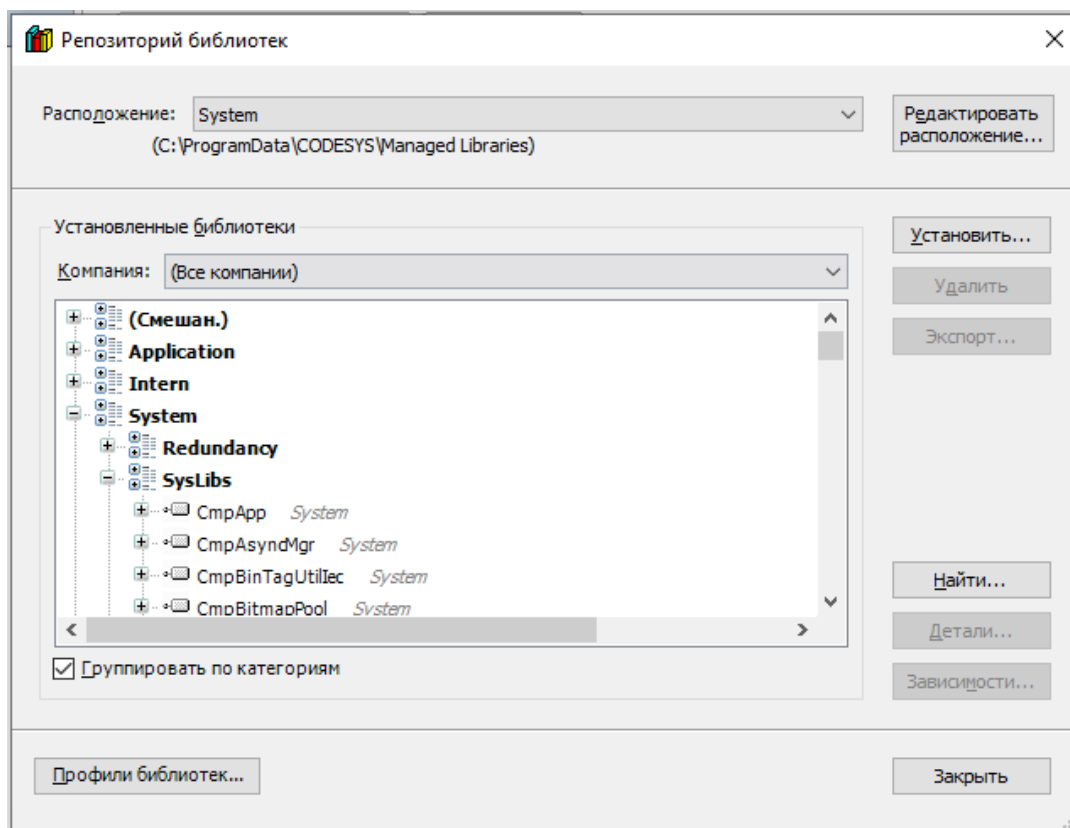 Репозиторий библиотек
Расположение: System
Редактировать расположение...
(C:\ProgramData\CODESYS\Managed Libraries)
Установленные библиотеки
Установить...
Компания: (Все компании)
Удалить
(Смешан.)
Экспорт...
Application
Intern
System
Redundancy
SysLibs
CmpApp System
CmpAsyncMgr System
CmpBinTagUtilIec System
Найти...
CmpBitmapPool System
Детали...
Группировать по категориям
Зависимости...
Профили библиотек...
Закрыть